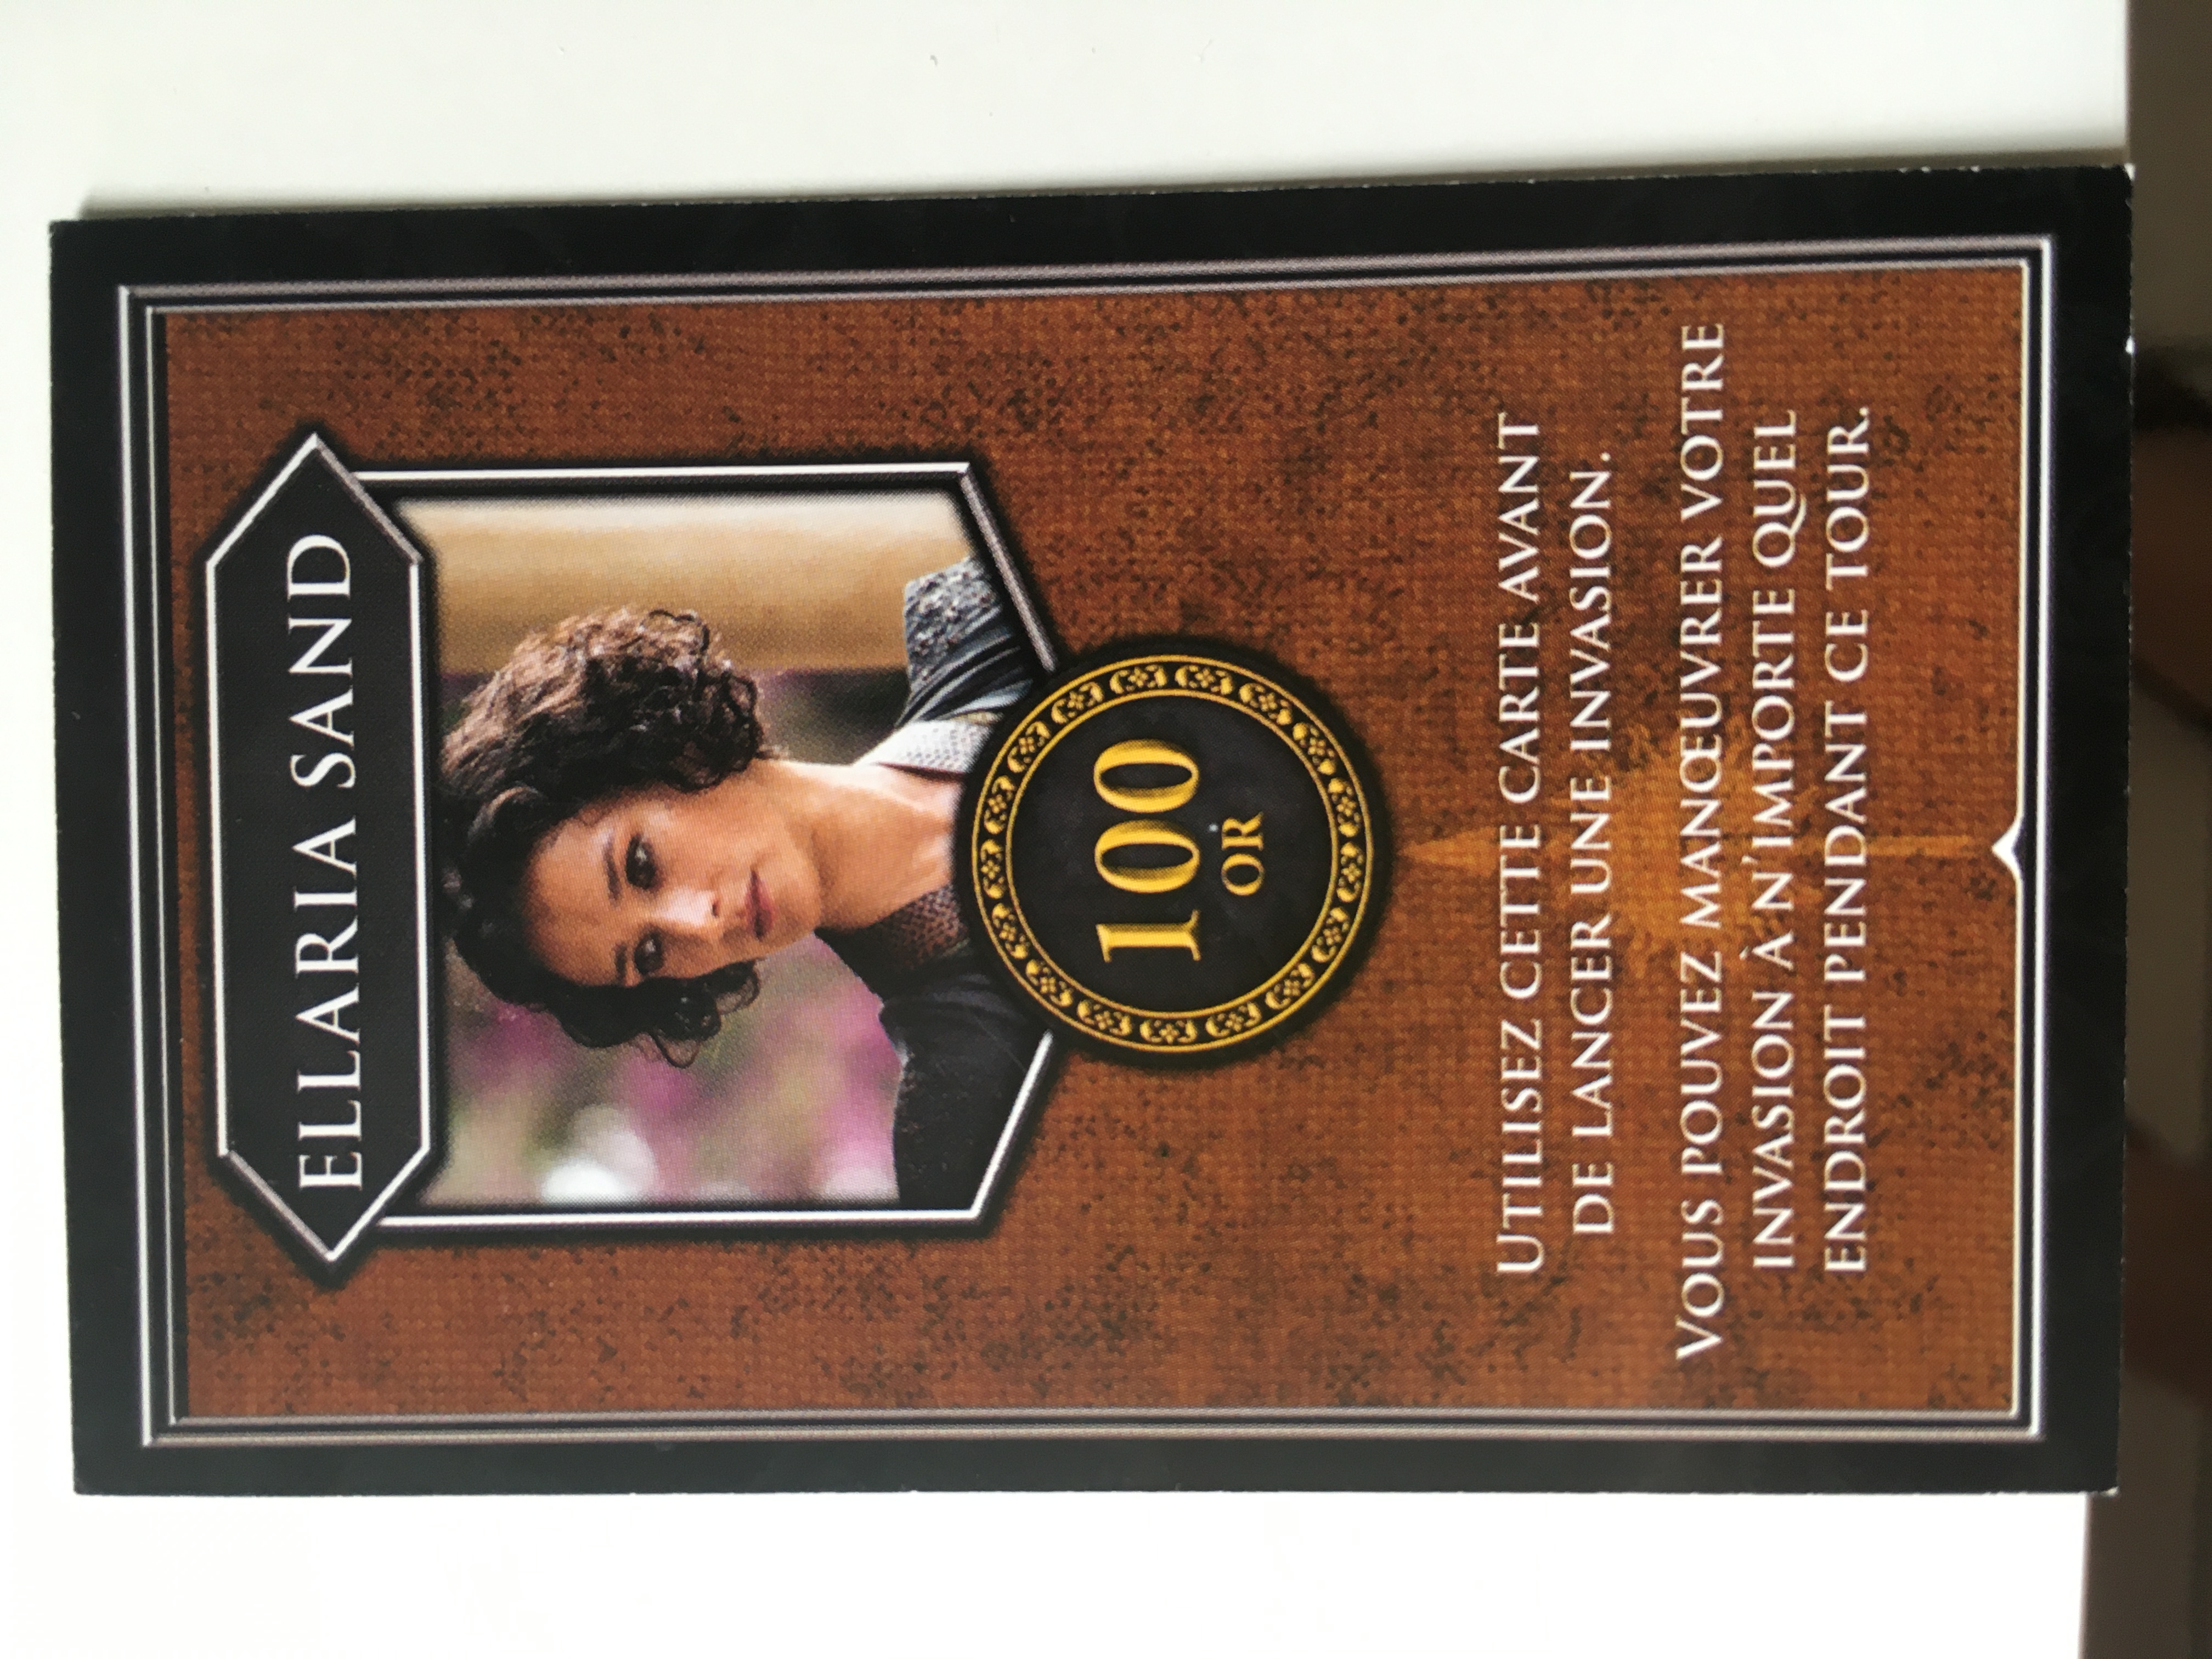 ELLARIA SAND
100
OR
UTILISEZ CETTE CARTE AVANT
DE LANCER UNE INVASION.
VOUS POUVEZ MANŒUVRER VOTRE
INVASION À N'IMPORTE QUEL
ENDROIT PENDANT CE TOUR.